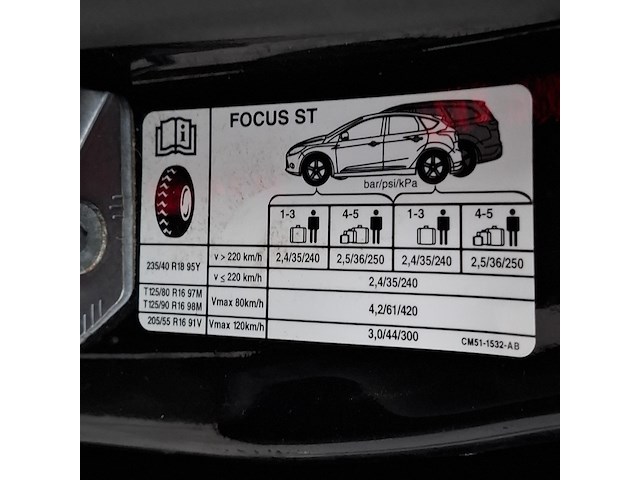 FOCUS ST
bar/psi/kPa
1-3 4-5 1-3 4-5
235/40 R18 95Y v > 220 km/h 2,4/35/240 2,5/36/250 2,4/35/240 2,5/36/250
v ≤ 220 km/h 2,4/35/240
T125/80 R16 97M
T125/90 R16 98M Vmax 80km/h 4,2/61/420
205/55 R16 91V Vmax 120km/h 3,0/44/300
CM51-1532-AB